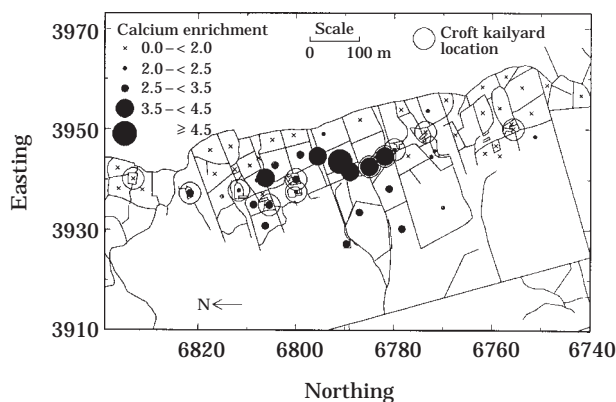 3973
Calcium enrichment
0.0 – < 2.0
2.0 – < 2.5
2.5 – < 3.5
3.5 – < 4.5
≥ 4.5
Scale
0 100 m
Croft kailyard
location
3950
Easting
3930
N
3910
6820 6800 6780 6760 6740
Northing